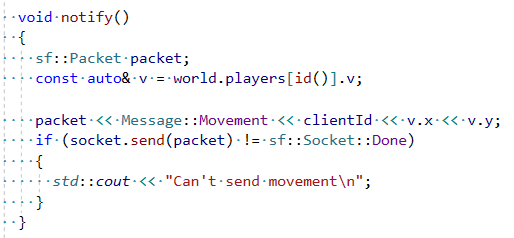 void notify()
{
sf::Packet packet;
const auto& v = world.players[id()].v;
packet << Message::Movement << clientId << v.x << v.y;
if (socket.send(packet) != sf::Socket::Done)
{
std::cout << "Can't send movement\n";
}
}